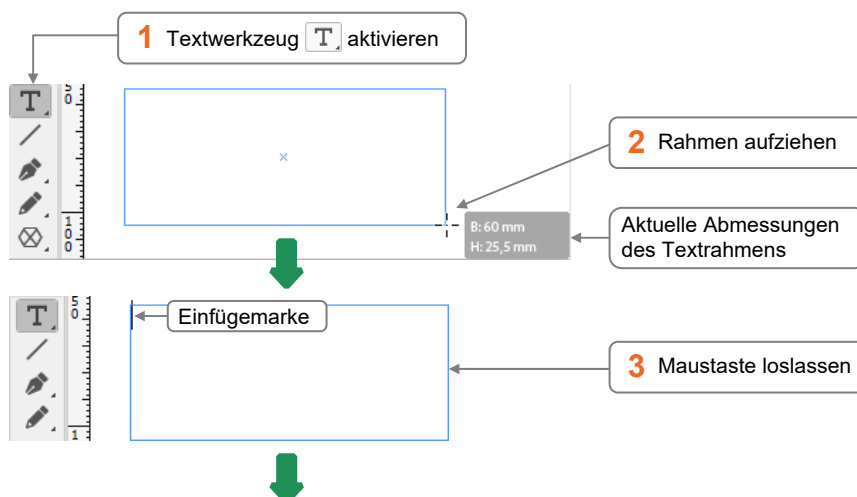 1 Textwerkzeug T aktivieren
T
5
0
2 Rahmen aufziehen
1
0
0
B: 60 mm
H: 25,5 mm
Aktuelle Abmessungen
des Textrahmens
T
5
0
Einfügemarke
3 Maustaste loslassen
1